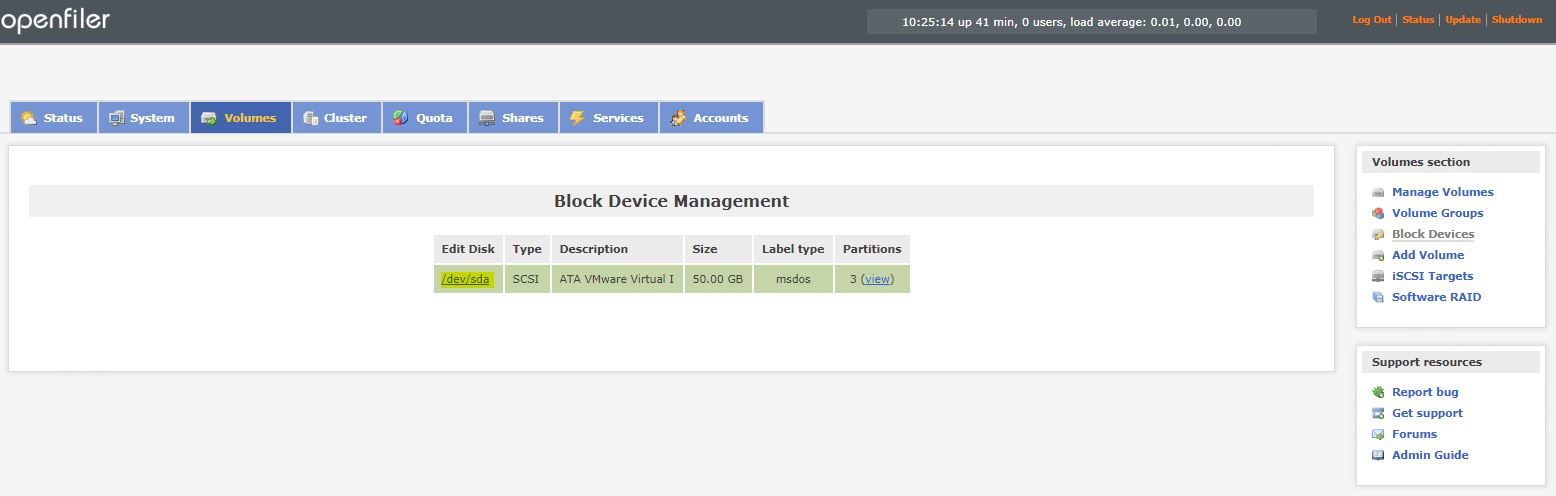 openfiler
10:25:14 up 41 min, 0 users, load average: 0.01, 0.00, 0.00
Log Out | Status | Update | Shutdown
Status System Volumes Cluster Quota Shares Services Accounts
Block Device Management
Edit Disk Type Description Size Label type Partitions
/dev/sda SCSI ATA VMware Virtual I 50.00 GB msdos 3 (view)
Volumes section
Manage Volumes
Volume Groups
Block Devices
Add Volume
iSCSI Targets
Software RAID
Support resources
Report bug
Get support
Forums
Admin Guide